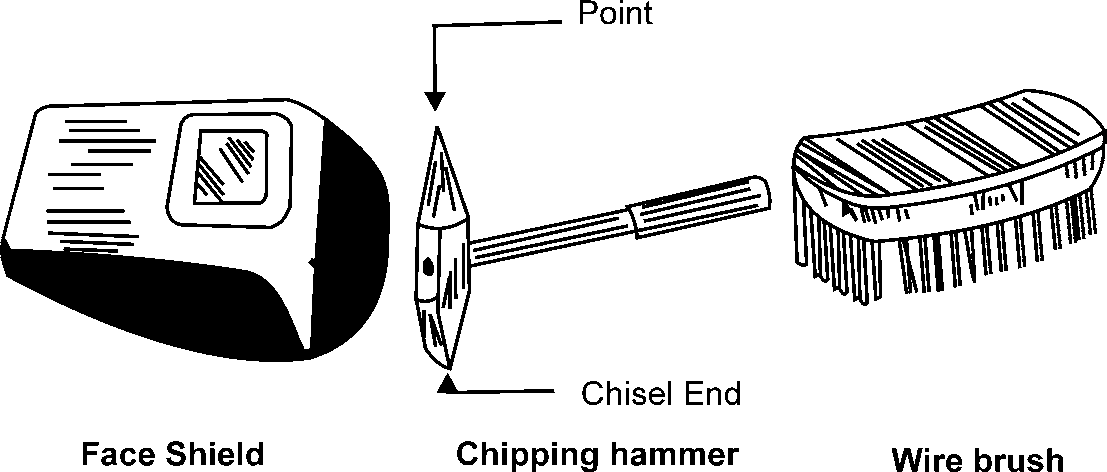 Point
Chisel End
Face Shield
Chipping hammer
Wire brush